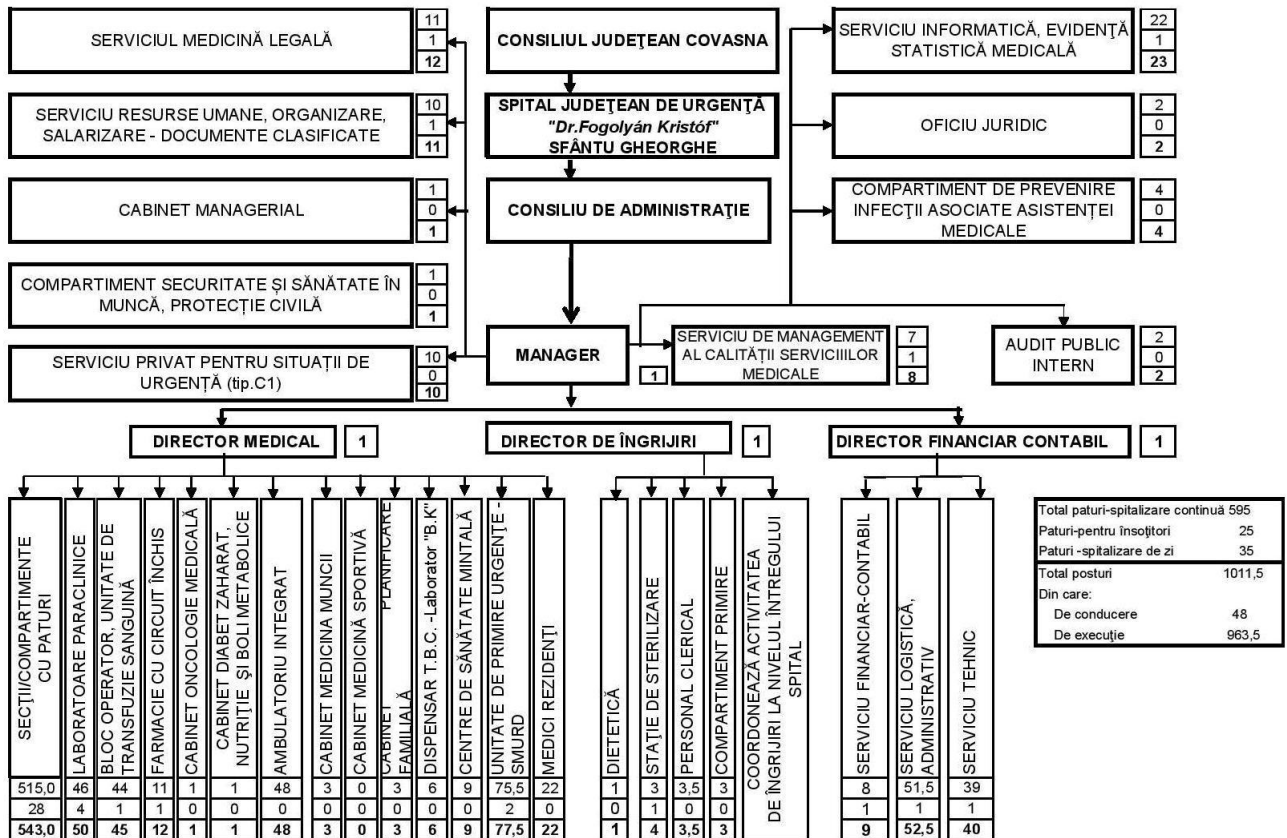 SERVICIUL MEDICINĂ LEGALĂ
11
1
12
SERVICIU RESURSE UMANE, ORGANIZARE,
SALARIZARE - DOCUMENTE CLASIFICATE
10
1
11
CABINET MANAGERIAL
1
0
1
COMPARTIMENT SECURITATE ȘI SĂNĂTATE ÎN
MUNCĂ, PROTECȚIE CIVILĂ
1
0
1
SERVICIU PRIVAT PENTRU SITUAȚII DE
URGENȚĂ (tip.C1)
10
0
10
CONSILIUL JUDEŢEAN COVASNA
SPITAL JUDEŢEAN DE URGENŢĂ
"Dr.Fogolyán Kristóf"
SFÂNTU GHEORGHE
CONSILIU DE ADMINISTRAŢIE
MANAGER
1
SERVICIU DE MANAGEMENT
AL CALITĂȚII SERVICIIILOR
MEDICALE
7
1
8
SERVICIU INFORMATICĂ, EVIDENŢĂ
STATISTICĂ MEDICALĂ
22
1
23
OFICIU JURIDIC
2
0
2
COMPARTIMENT DE PREVENIRE
INFECȚII ASOCIATE ASISTENȚEI
MEDICALE
4
0
4
AUDIT PUBLIC
INTERN
2
0
2
DIRECTOR MEDICAL
1
DIRECTOR DE ÎNGRIJIRI
1
DIRECTOR FINANCIAR CONTABIL
1
SECŢII/COMPARTIMENTE
CU PATURI
515,0
28
543,0
LABORATOARE PARACLINICE
46
4
50
BLOC OPERATOR, UNITATE DE
TRANSFUZIE SANGUINĂ
44
1
45
FARMACIE CU CIRCUIT ÎNCHIS
11
1
12
CABINET ONCOLOGIE MEDICALĂ
1
0
1
CABINET DIABET ZAHARAT,
NUTRIŢIE ŞI BOLI METABOLICE
1
0
1
AMBULATORIU INTEGRAT
48
0
48
CABINET MEDICINA MUNCII
3
0
3
CABINET MEDICINĂ SPORTIVĂ
0
0
0
CABINET PLANIFICARE
FAMILIALĂ
3
0
3
DISPENSAR T.B.C. -Laborator "B.K"
6
0
6
CENTRE DE SĂNĂTATE MINTALĂ
9
0
9
UNITATE DE PRIMIRE URGENŢE -
SMURD
75,5
2
77,5
MEDICI REZIDENŢI
22
0
22
DIETETICĂ
1
0
1
STAŢIE DE STERILIZARE
3
1
4
PERSONAL CLERICAL
3,5
0
3,5
COMPARTIMENT PRIMIRE
3
0
3
COORDONEAZĂ ACTIVITATEA
DE ÎNGRIJIRI LA NIVELUL ÎNTREGULUI
SPITAL
SERVICIU FINANCIAR-CONTABIL
8
1
9
SERVICIU LOGISTICĂ,
ADMINISTRATIV
51,5
1
52,5
SERVICIU TEHNIC
39
1
40
Total paturi-spitalizare continuă 595
Paturi-pentru însoţitori 25
Paturi -spitalizare de zi 35
Total posturi 1011,5
Din care:
De conducere 48
De execuţie 963,5